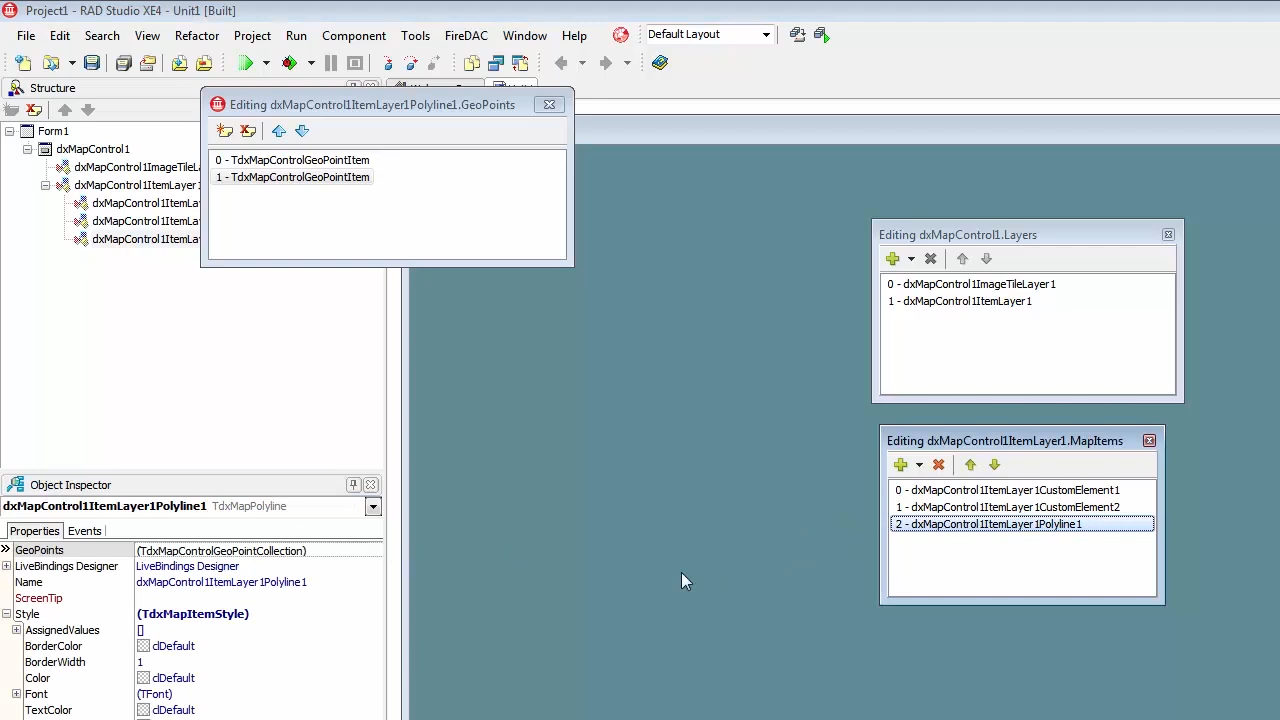 Project1 - RAD Studio XE4 - Unit1 [Built]
File Edit Search View Refactor Project Run Component Tools FireDAC Window Help
Default Layout
Structure
Form1
dxMapControl1
dxMapControl1ImageTileLa
dxMapControl1ItemLayer1
dxMapControl1ItemLa
dxMapControl1ItemLa
dxMapControl1ItemLa
Editing dxMapControl1ItemLayer1Polyline1.GeoPoints
0 - TdxMapControlGeoPointItem
1 - TdxMapControlGeoPointItem
Editing dxMapControl1.Layers
0 - dxMapControl1ImageTileLayer1
1 - dxMapControl1ItemLayer1
Editing dxMapControl1ItemLayer1.MapItems
0 - dxMapControl1ItemLayer1CustomElement1
1 - dxMapControl1ItemLayer1CustomElement2
2 - dxMapControl1ItemLayer1Polyline1
Object Inspector
dxMapControl1ItemLayer1Polyline1 TdxMapPolyline
Properties Events
GeoPoints (TdxMapControlGeoPointCollection)
LiveBindings Designer LiveBindings Designer
Name dxMapControl1ItemLayer1Polyline1
ScreenTip
Style (TdxMapItemStyle)
AssignedValues []
BorderColor clDefault
BorderWidth 1
Color clDefault
Font (TFont)
TextColor clDefault